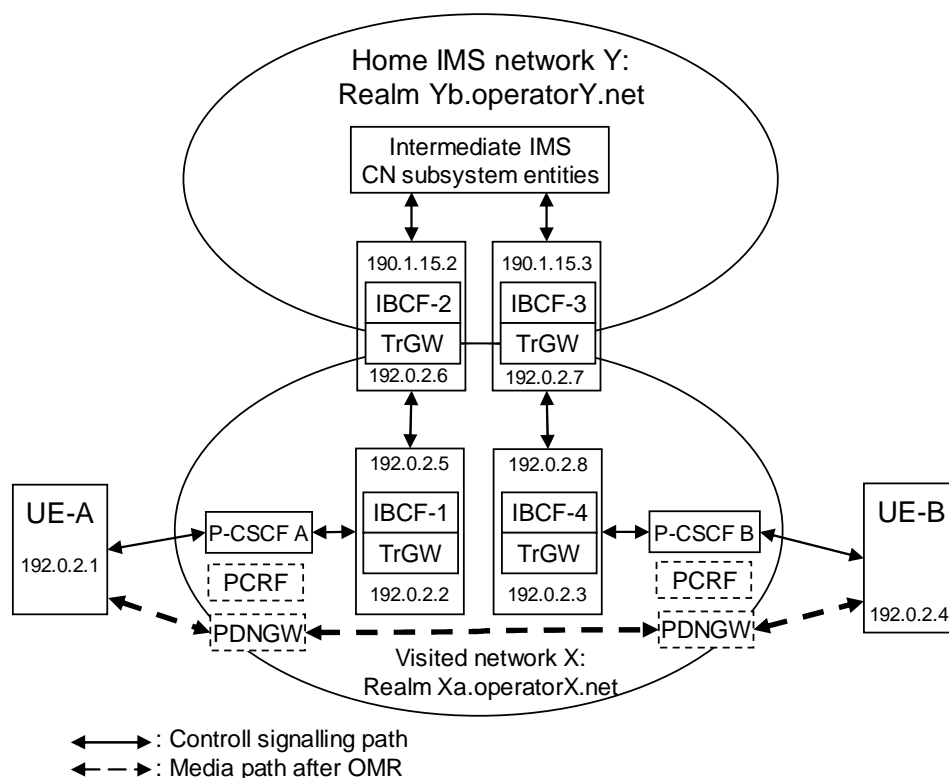 Home IMS network Y:
Realm Yb.operatorY.net
Intermediate IMS
CN subsystem entities
190.1.15.2
IBCF-2
TrGW
192.0.2.6
190.1.15.3
IBCF-3
TrGW
192.0.2.7
192.0.2.5
IBCF-1
TrGW
192.0.2.2
192.0.2.8
IBCF-4
TrGW
192.0.2.3
UE-A
192.0.2.1
P-CSCF A
PCRF
PDNGW
P-CSCF B
PCRF
PDNGW
UE-B
192.0.2.4
Visited network X:
Realm Xa.operatorX.net
: Controll signalling path
: Media path after OMR